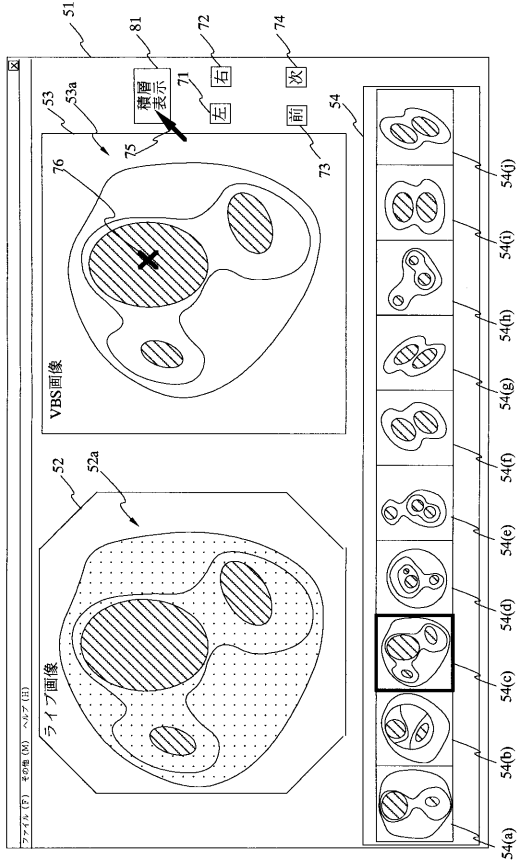 ファイル (F) その他 (M) ヘルプ (H)
X
51
ライブ画像
52
52a
VBS画像
53
53a
76
75
積層
表示
81
左
71
右
72
前
73
次
74
54
54(a)
54(b)
54(c)
54(d)
54(e)
54(f)
54(g)
54(h)
54(i)
54(j)